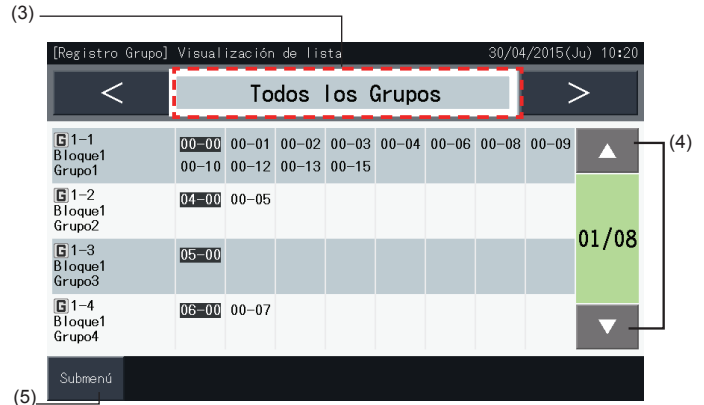 (3)
[Registro Grupo] Visualización de lista 30/04/2015(Ju) 10:20
< Todos los Grupos >
G 1-1
Bloque1
Grupo1
00-00 00-01 00-02 00-03 00-04 00-06 00-08 00-09
00-10 00-12 00-13 00-15
G 1-2
Bloque1
Grupo2
04-00 00-05
G 1-3
Bloque1
Grupo3
05-00
G 1-4
Bloque1
Grupo4
06-00 00-07
01/08
(4)
Submenú
(5)